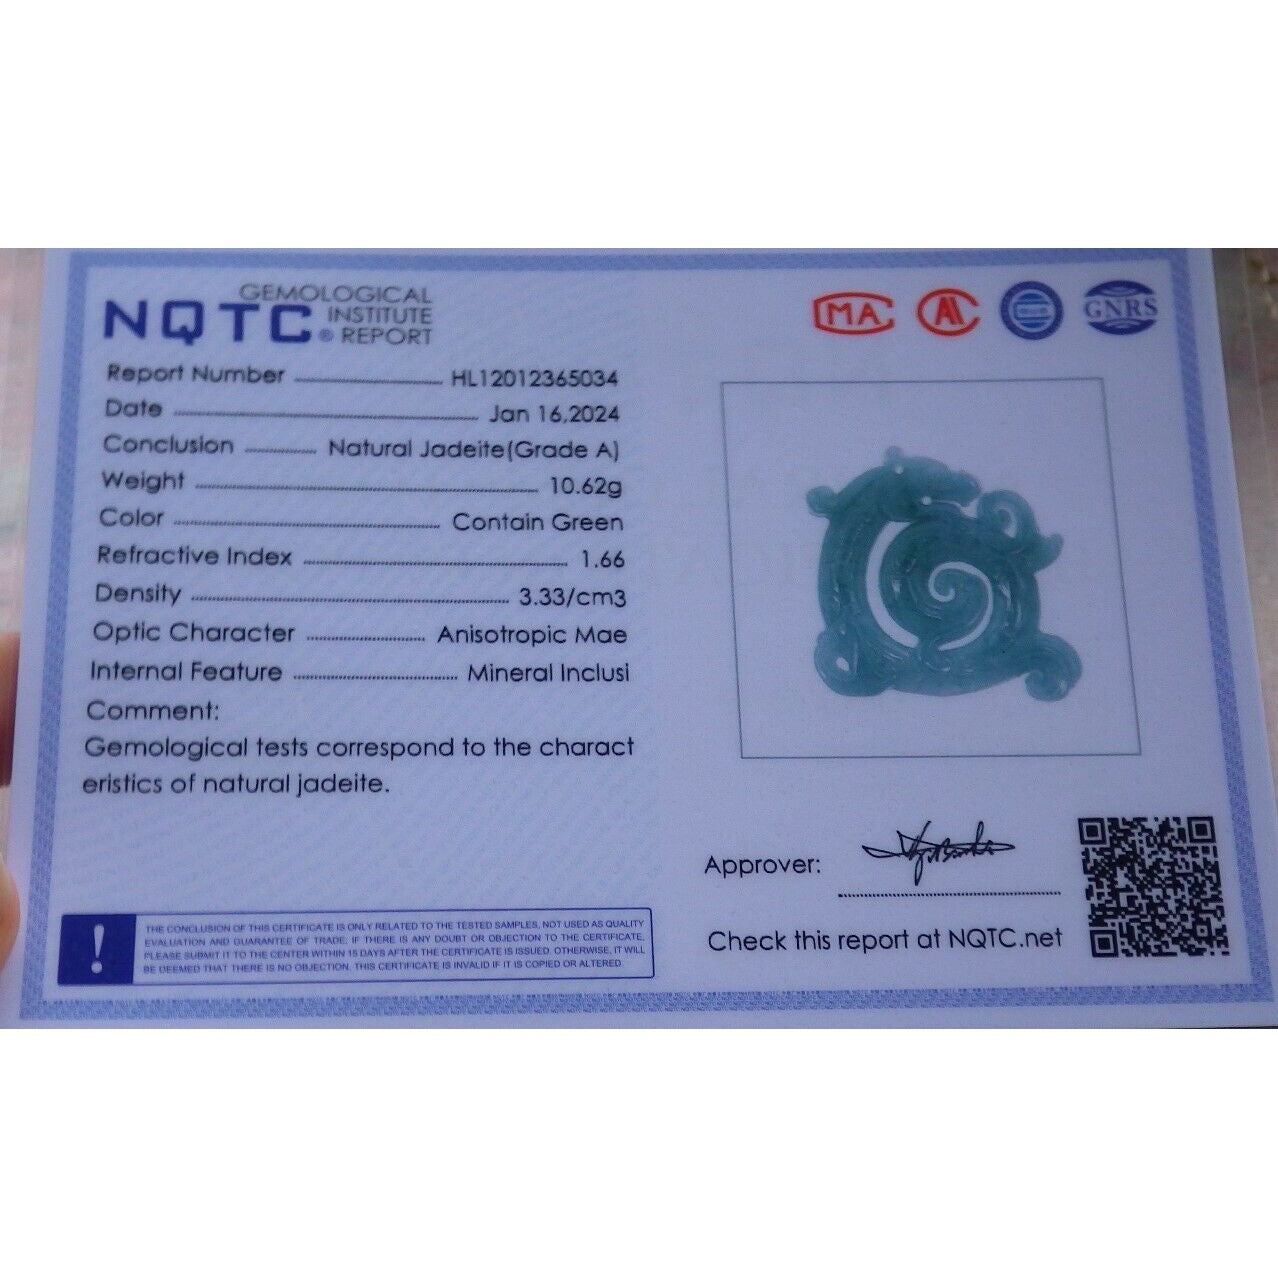 NQTC® GEMOLOGICAL INSTITUTE REPORT
MA
GNRS
Report Number HL12012365034
Date Jan 16,2024
Conclusion Natural Jadeite(Grade A)
Weight 10.62g
Color Contain Green
Refractive Index 1.66
Density 3.33/cm3
Optic Character Anisotropic Mae
Internal Feature Mineral Inclusi
Comment:
Gemological tests correspond to the charact
eristics of natural jadeite.
Approver:
Check this report at NQTC.net
!
THE CONCLUSION OF THIS CERTIFICATE IS ONLY RELATED TO THE TESTED SAMPLES, NOT USED AS QUALITY
EVALUATION AND GUARANTEE OF TRADE. IF THERE IS ANY DOUBT OR OBJECTION TO THE CERTIFICATE,
PLEASE SUBMIT IT TO THE CENTER WITHIN 15 DAYS AFTER THE CERTIFICATE IS ISSUED. OTHERWISE, IT WILL
BE DEEMED THAT THERE IS NO OBJECTION. THIS CERTIFICATE IS INVALID IF IT IS COPIED OR ALTERED.